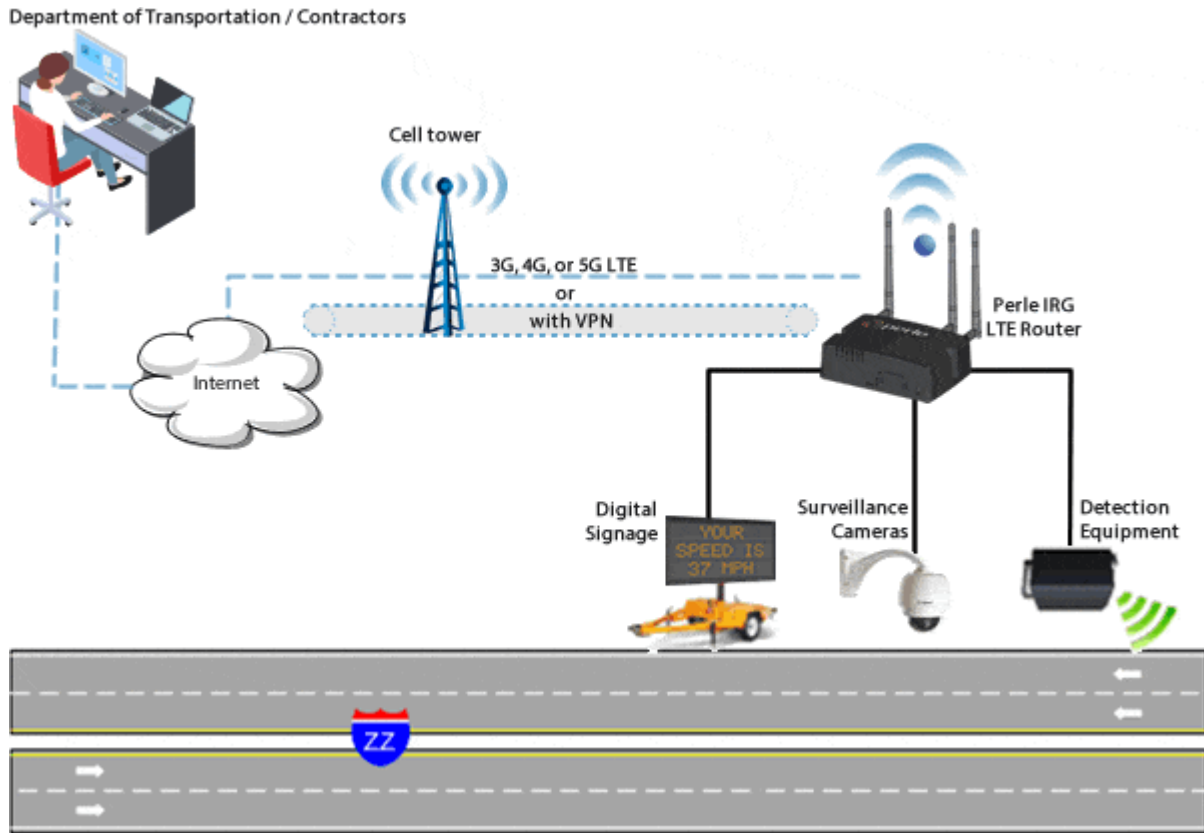 Department of Transportation / Contractors
Cell tower
3G, 4G, or 5G LTE
or
with VPN
Perle IRG
LTE Router
perle
Internet
Digital
Signage
YOUR
SPEED IS
37 MPH
Surveillance
Cameras
Detection
Equipment
ZZ